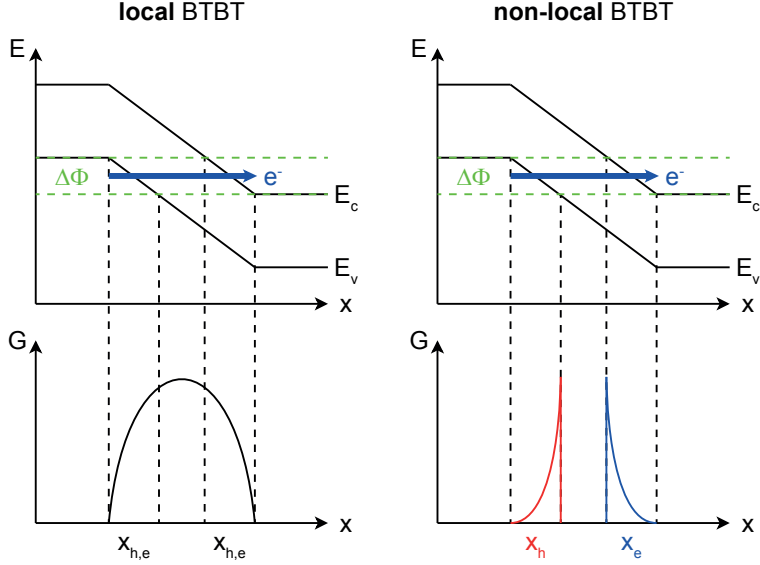 local BTBT
E
ΔΦ
e⁻
E_c
E_v
x
G
x_h,e
x_h,e
x
non-local BTBT
E
ΔΦ
e⁻
E_c
E_v
x
G
x_h
x_e
x